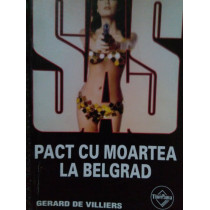 SAS
PACT CU MOARTEA
LA BELGRAD
GERARD DE VILLIERS